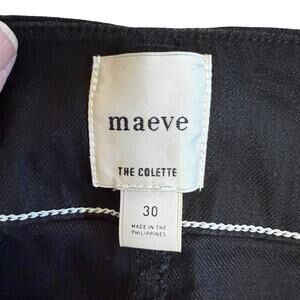 maeve
THE COLETTE
30
MADE IN THE
PHILIPPINES